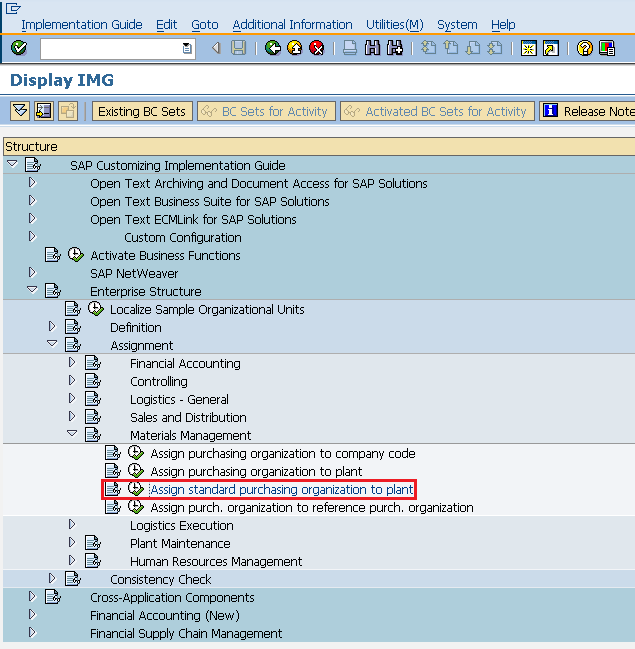 Implementation Guide Edit Goto Additional Information Utilities(M) System Help
Display IMG
Existing BC Sets BC Sets for Activity Activated BC Sets for Activity Release Note
Structure
SAP Customizing Implementation Guide
Open Text Archiving and Document Access for SAP Solutions
Open Text Business Suite for SAP Solutions
Open Text ECMLink for SAP Solutions
Custom Configuration
Activate Business Functions
SAP NetWeaver
Enterprise Structure
Localize Sample Organizational Units
Definition
Assignment
Financial Accounting
Controlling
Logistics - General
Sales and Distribution
Materials Management
Assign purchasing organization to company code
Assign purchasing organization to plant
Assign standard purchasing organization to plant
Assign purch. organization to reference purch. organization
Logistics Execution
Plant Maintenance
Human Resources Management
Consistency Check
Cross-Application Components
Financial Accounting (New)
Financial Supply Chain Management